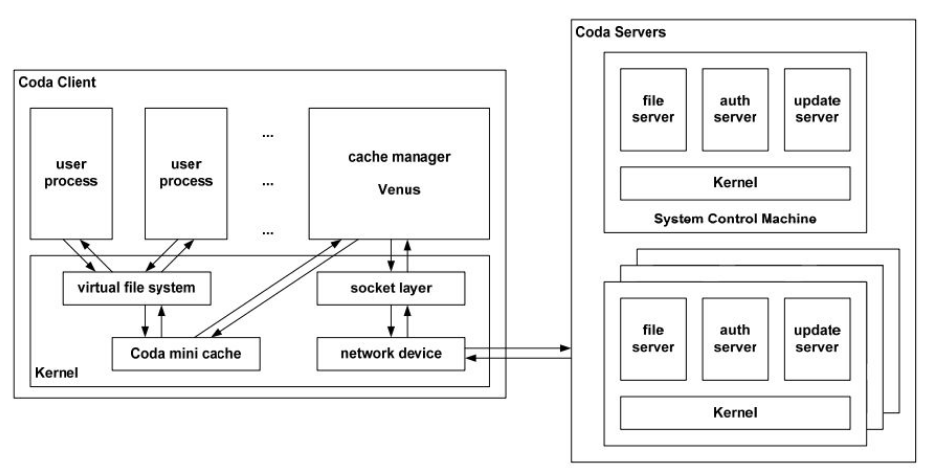 Coda Client
user
process
user
process
...
...
...
cache manager
Venus
virtual file system
socket layer
Coda mini cache
network device
Kernel
Coda Servers
file
server
auth
server
update
server
Kernel
System Control Machine
file
server
auth
server
update
server
Kernel